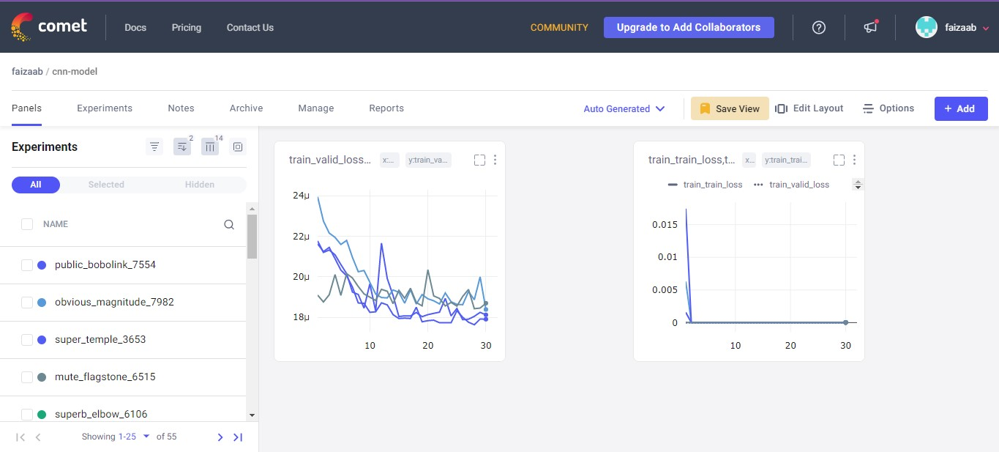 comet
Docs
Pricing
Contact Us
COMMUNITY
Upgrade to Add Collaborators
faizaab
faizaab / cnn-model
Panels
Experiments
Notes
Archive
Manage
Reports
Auto Generated
Save View
Edit Layout
Options
+ Add
Experiments
2
14
All
Selected
Hidden
NAME
public_bobolink_7554
obvious_magnitude_7982
super_temple_3653
mute_flagstone_6515
superb_elbow_6106
Showing 1-25 of 55
train_valid_loss...
x:...
y:train_va...
24μ
22μ
20μ
18μ
10
20
30
train_train_loss,t...
x...
y:train_trai...
train_train_loss
train_valid_loss
0.015
0.01
0.005
0
10
20
30